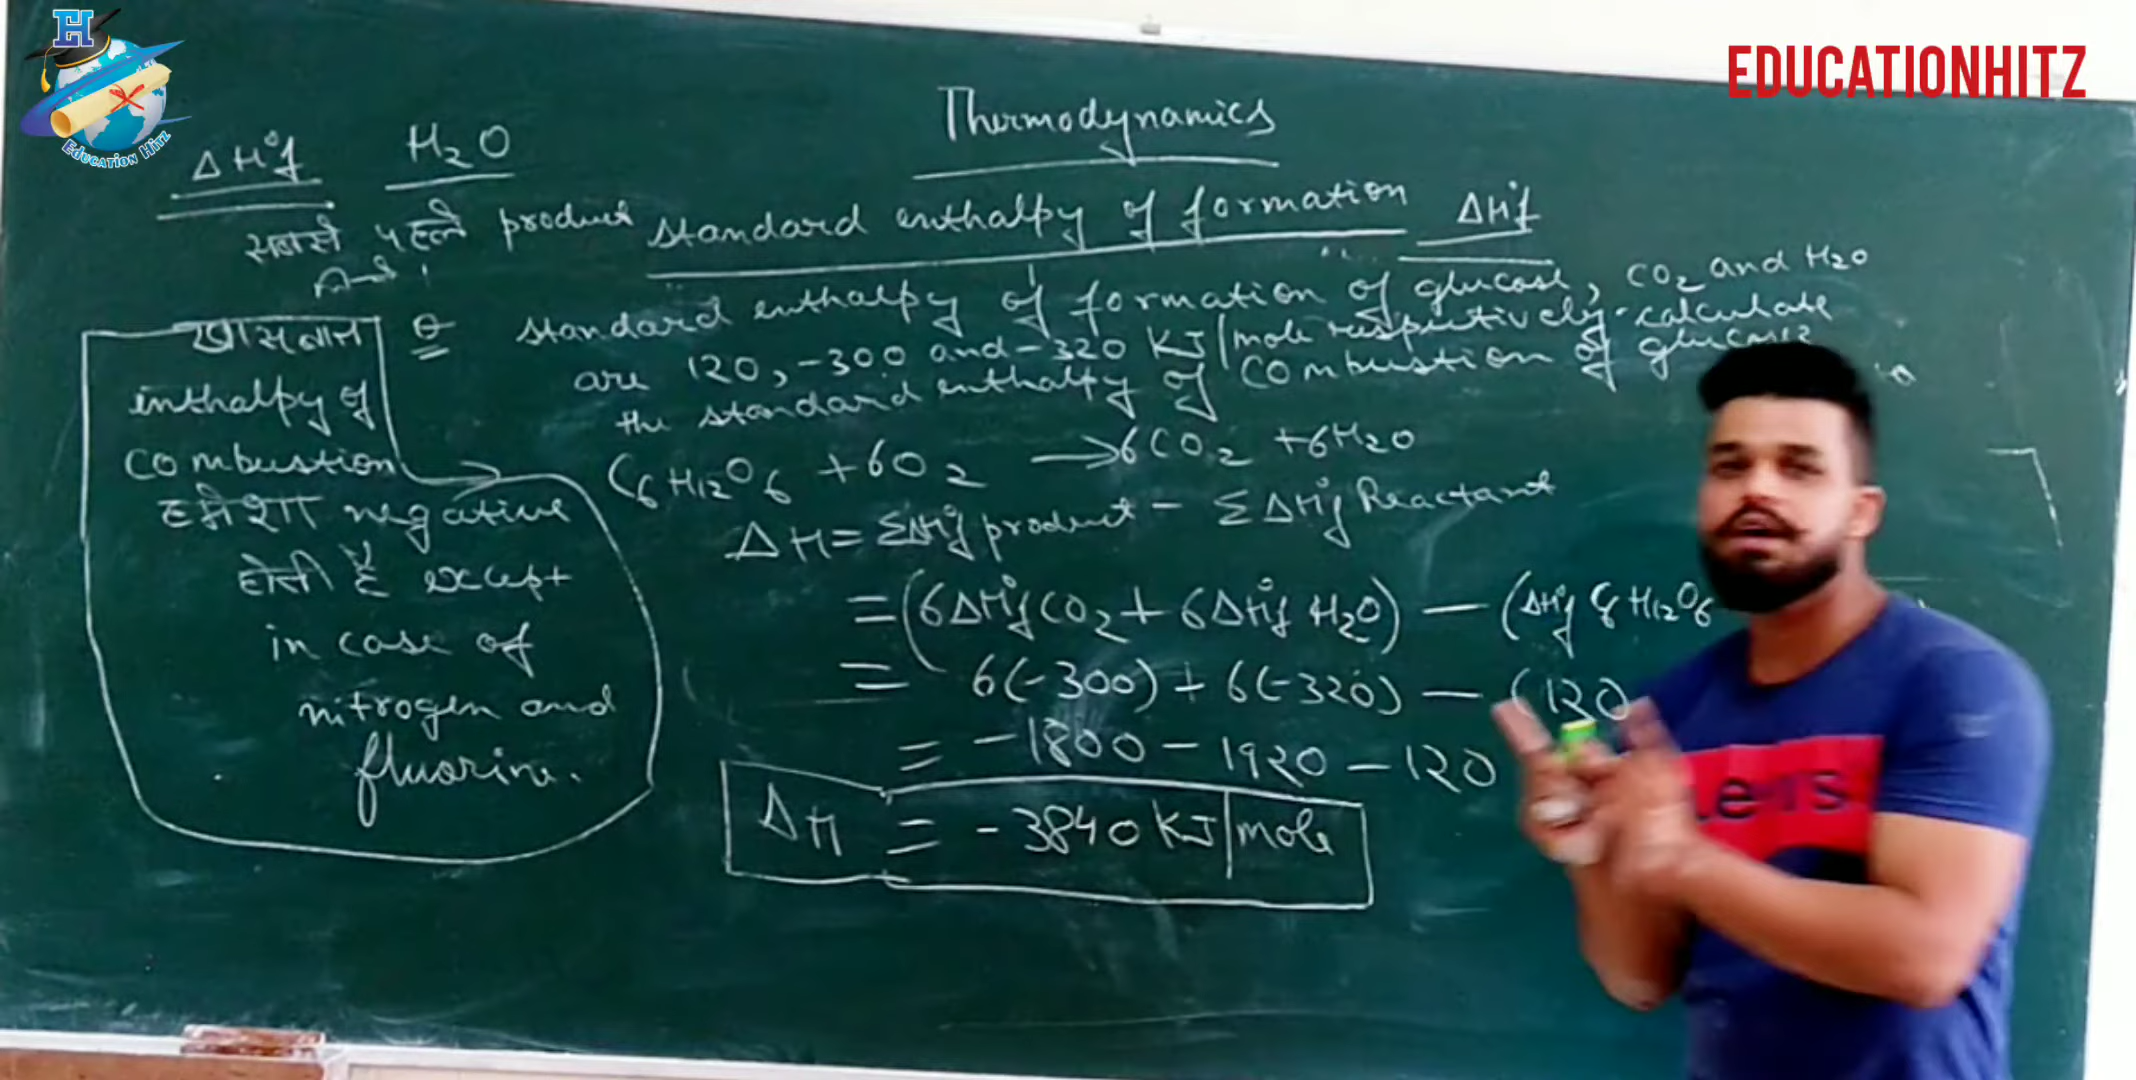 EDUCATIONHITZ
H
EDUCATION HITZ
Thermodynamics
ΔH°f H₂O
सबसे पहले product
standard enthalpy of formation ΔH°f
Q standard enthalpy of formation of glucose, CO₂ and H₂O
are 120, -300 and -320 KJ/mole respectively. calculate
the standard enthalpy of combustion of glucose
C₆H₁₂O₆ + 6O₂ → 6CO₂ + 6H₂O
ΔH = ΣΔH°f product - ΣΔH°f Reactant
= (6ΔH°f CO₂ + 6ΔH°f H₂O) - (ΔH°f C₆H₁₂O₆
= 6(-300) + 6(-320) - (120
= -1800 - 1920 - 120
ΔH = -3840 KJ/mole
खास बात
enthalpy of
combustion
हमेशा negative
होती है except
in case of
nitrogen and
fluorine.